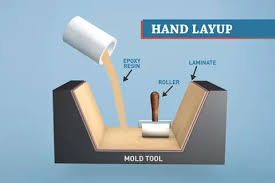 HAND LAYUP
EPOXY
RESIN
ROLLER
LAMINATE
MOLD TOOL